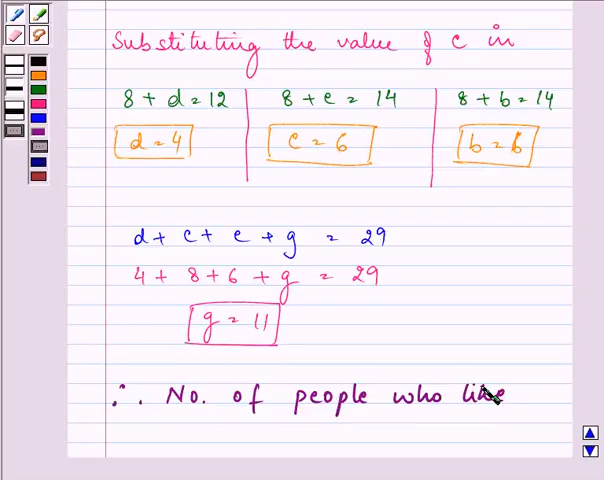 Substituting the value of c in
8 + d = 12 8 + e = 14 8 + b = 14
d = 4 e = 6 b = 6
d + c + e + g = 29
4 + 8 + 6 + g = 29
g = 11
∴ No. of people who like